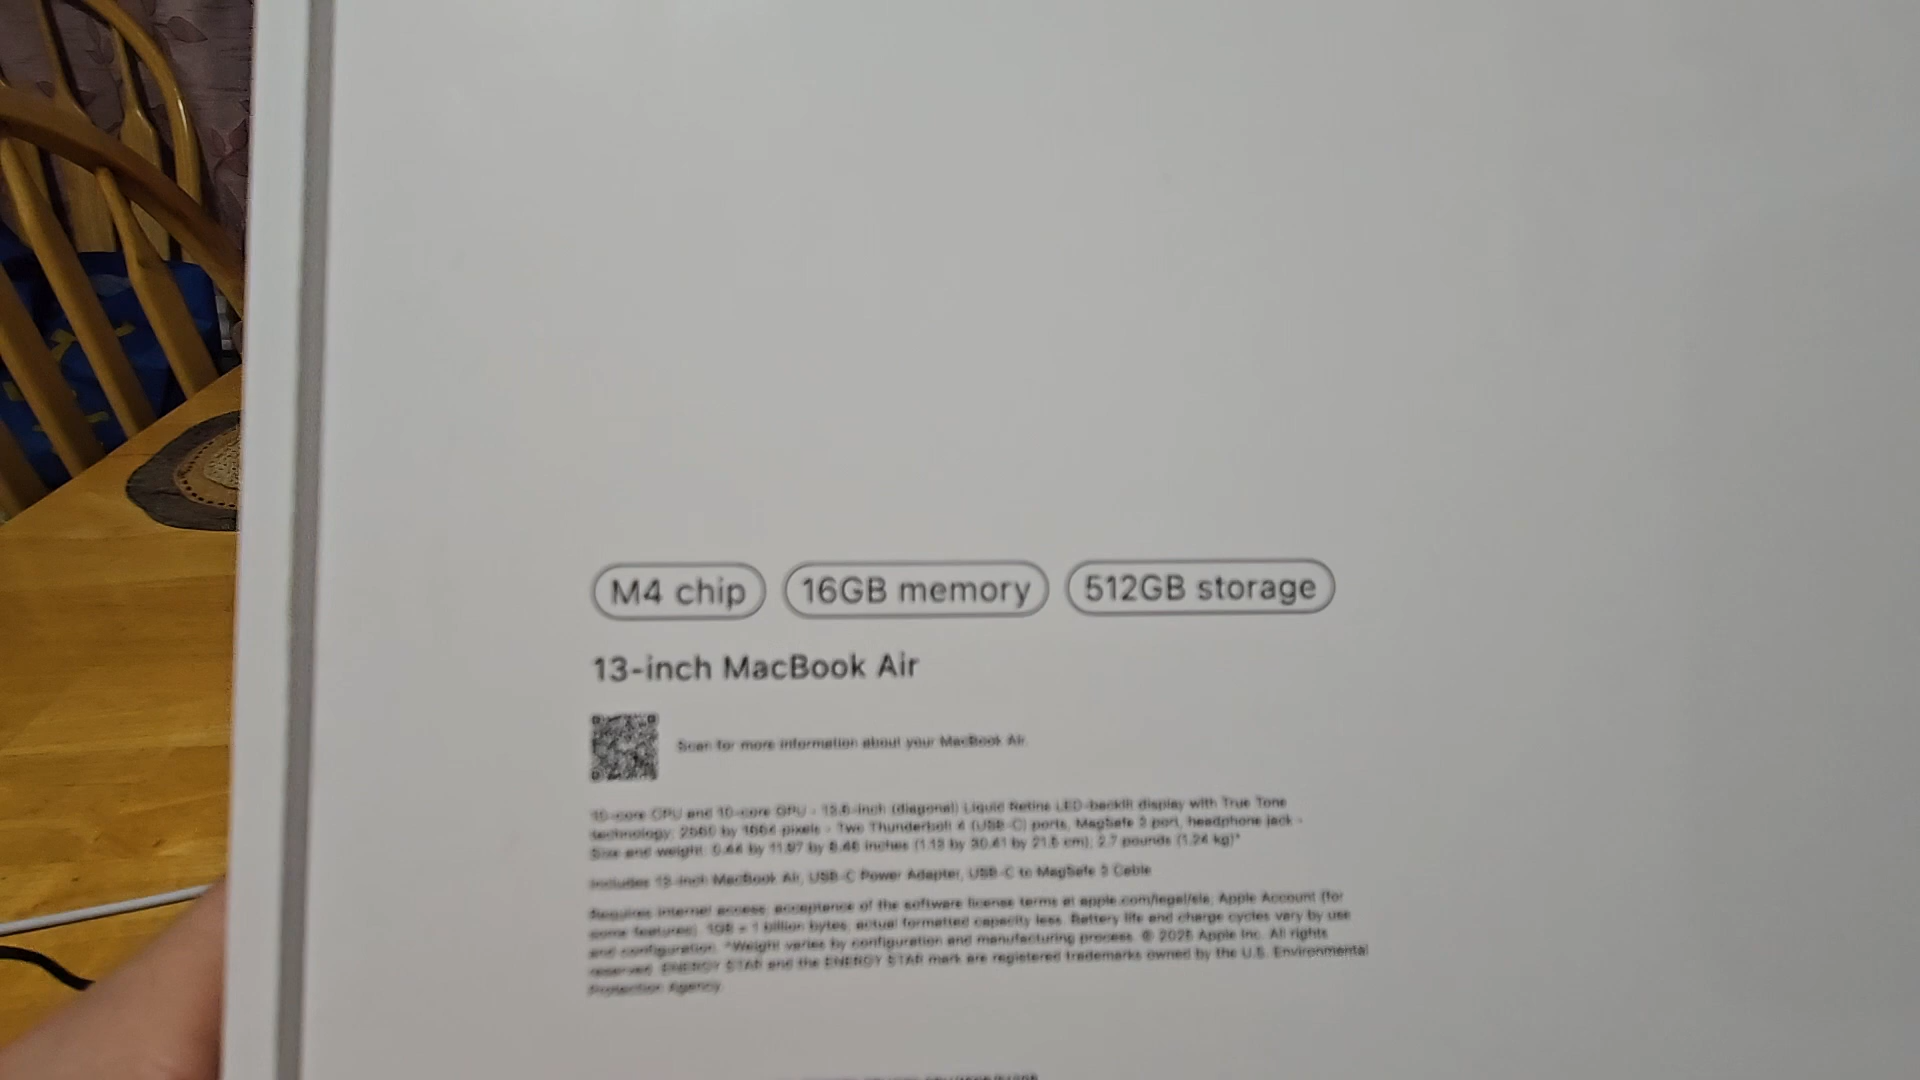 M4 chip 16GB memory 512GB storage
13-inch MacBook Air
Scan for more information about your MacBook Air.
10-core CPU and 10-core GPU - 13.6-inch (diagonal) Liquid Retina LED-backlit display with True Tone
technology; 2560 by 1664 pixels - Two Thunderbolt 4 (USB-C) ports, MagSafe 3 port, headphone jack -
Size and weight: 0.44 by 11.97 by 8.46 inches (1.13 by 30.41 by 21.5 cm); 2.7 pounds (1.24 kg)*
Includes 13-inch MacBook Air, USB-C Power Adapter, USB-C to MagSafe 3 Cable
Requires internet access; acceptance of the software license terms at apple.com/legal/sla; Apple Account (for
some features). 1GB = 1 billion bytes; actual formatted capacity less. Battery life and charge cycles vary by use
and configuration. *Weight varies by configuration and manufacturing process. © 2025 Apple Inc. All rights
reserved. ENERGY STAR and the ENERGY STAR mark are registered trademarks owned by the U.S. Environmental
Protection Agency.